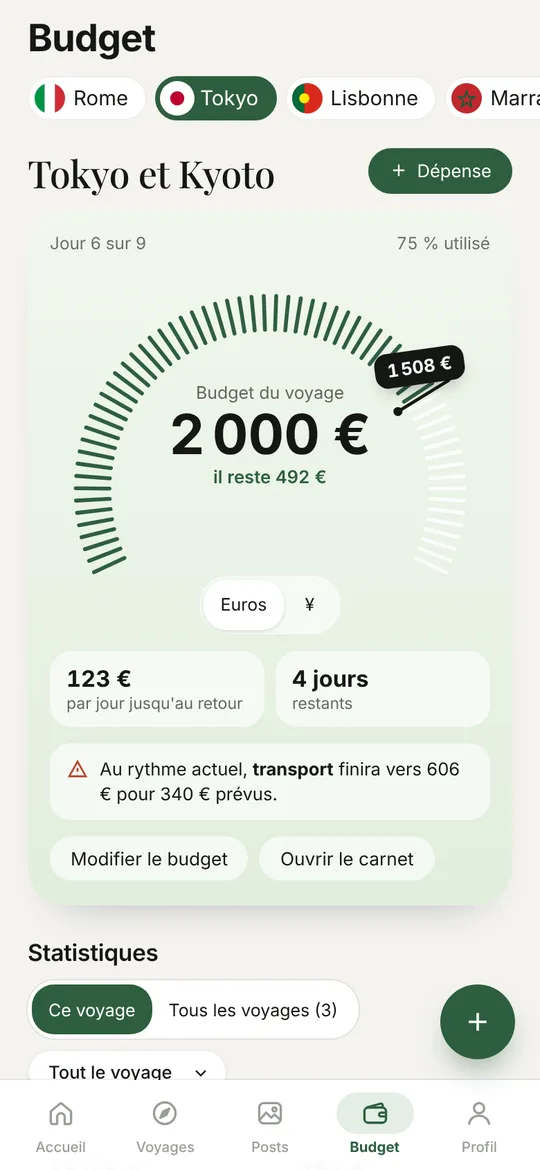 Budget
Rome
Tokyo
Lisbonne
Marra
Tokyo et Kyoto
+ Dépense
Jour 6 sur 9
75 % utilisé
1 508 €
Budget du voyage
2 000 €
il reste 492 €
Euros
¥
123 €
par jour jusqu'au retour
4 jours
restants
Au rythme actuel, transport finira vers 606
€ pour 340 € prévus.
Modifier le budget
Ouvrir le carnet
Statistiques
Ce voyage
Tous les voyages (3)
+
Tout le voyage
Accueil
Voyages
Posts
Budget
Profil